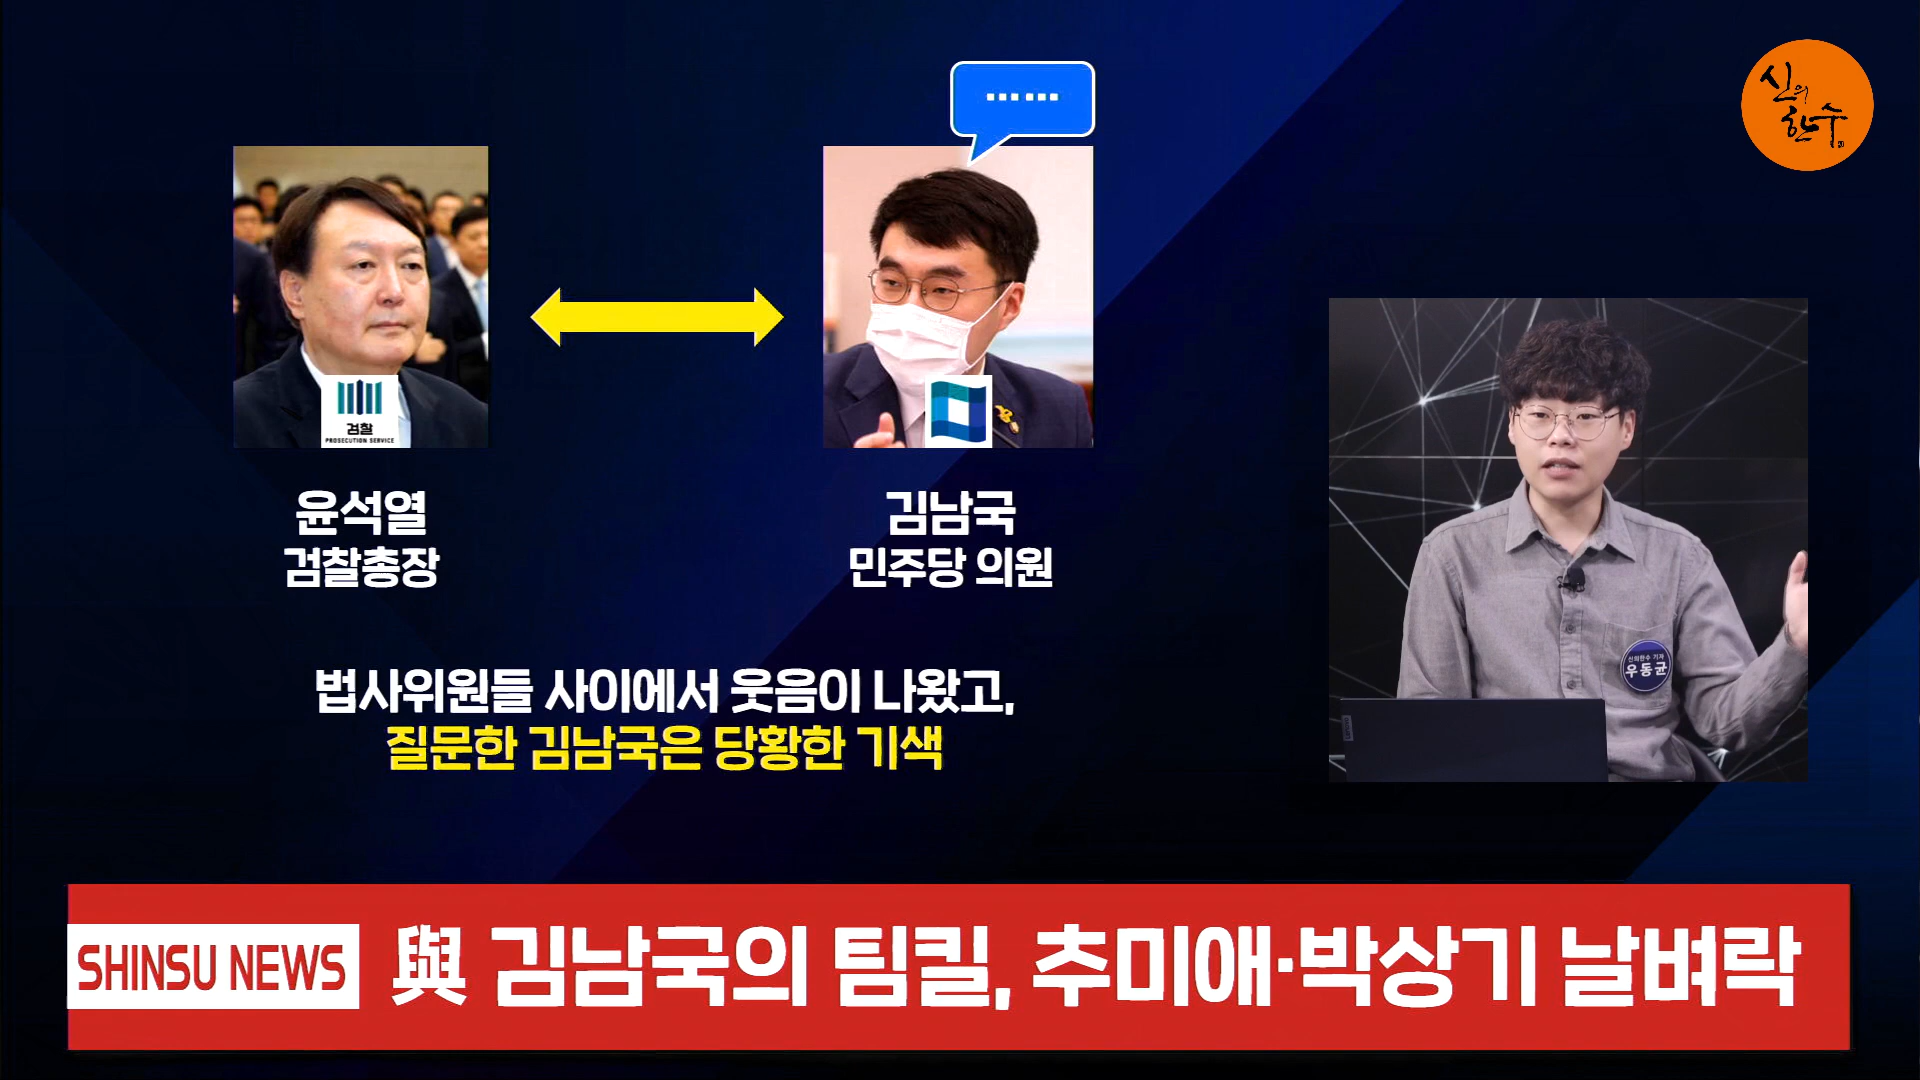 신의
한수
검찰
PROSECUTION SERVICE
윤석열
검찰총장
김남국
민주당 의원
신의한수 기자
우동균
법사위원들 사이에서 웃음이 나왔고,
질문한 김남국은 당황한 기색
SHINSU NEWS
與 김남국의 팀킬, 추미애·박상기 날벼락